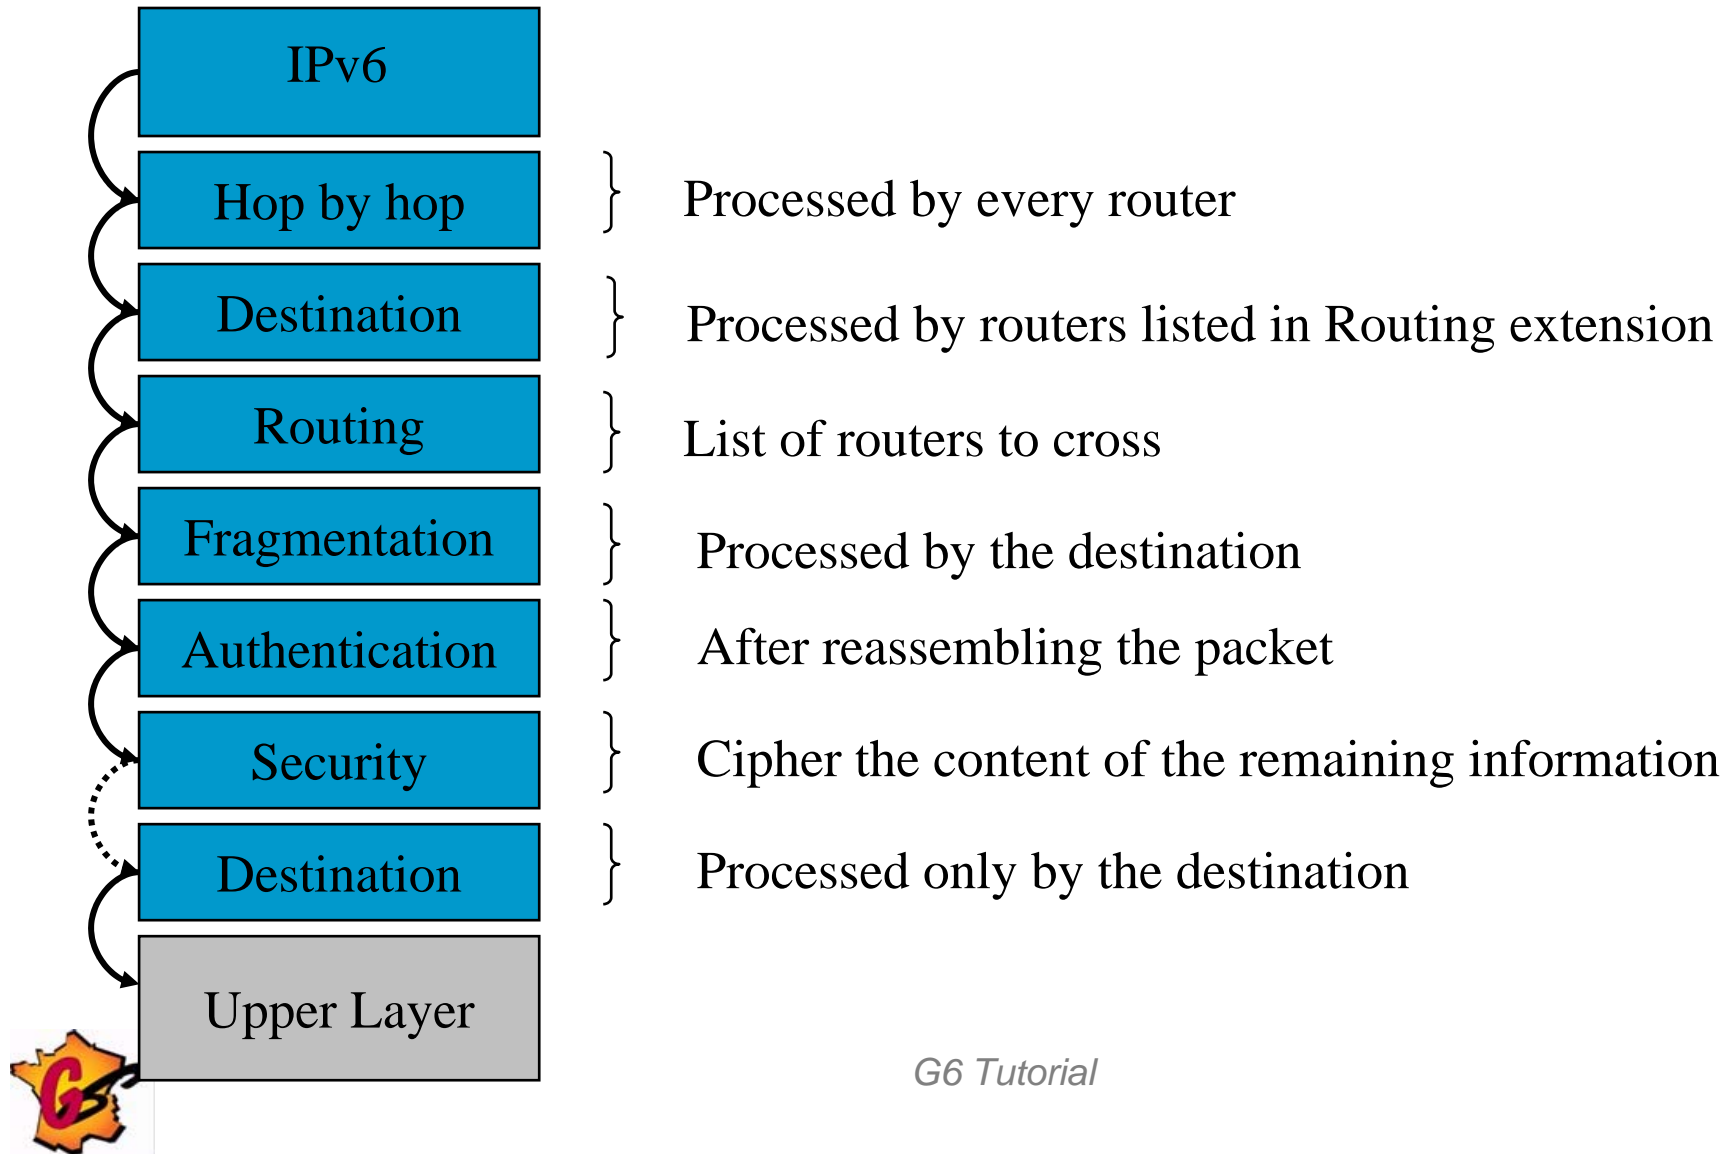 IPv6
Hop by hop
Processed by every router
Destination
Processed by routers listed in Routing extension
Routing
List of routers to cross
Fragmentation
Processed by the destination
Authentication
After reassembling the packet
Security
Cipher the content of the remaining information
Destination
Processed only by the destination
Upper Layer
G6
G6 Tutorial